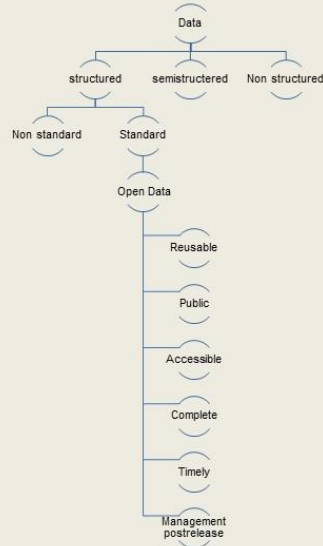 Data
structured semistructered Non structured
Non standard Standard
Open Data
Reusable
Public
Accessible
Complete
Timely
Management
postrelease